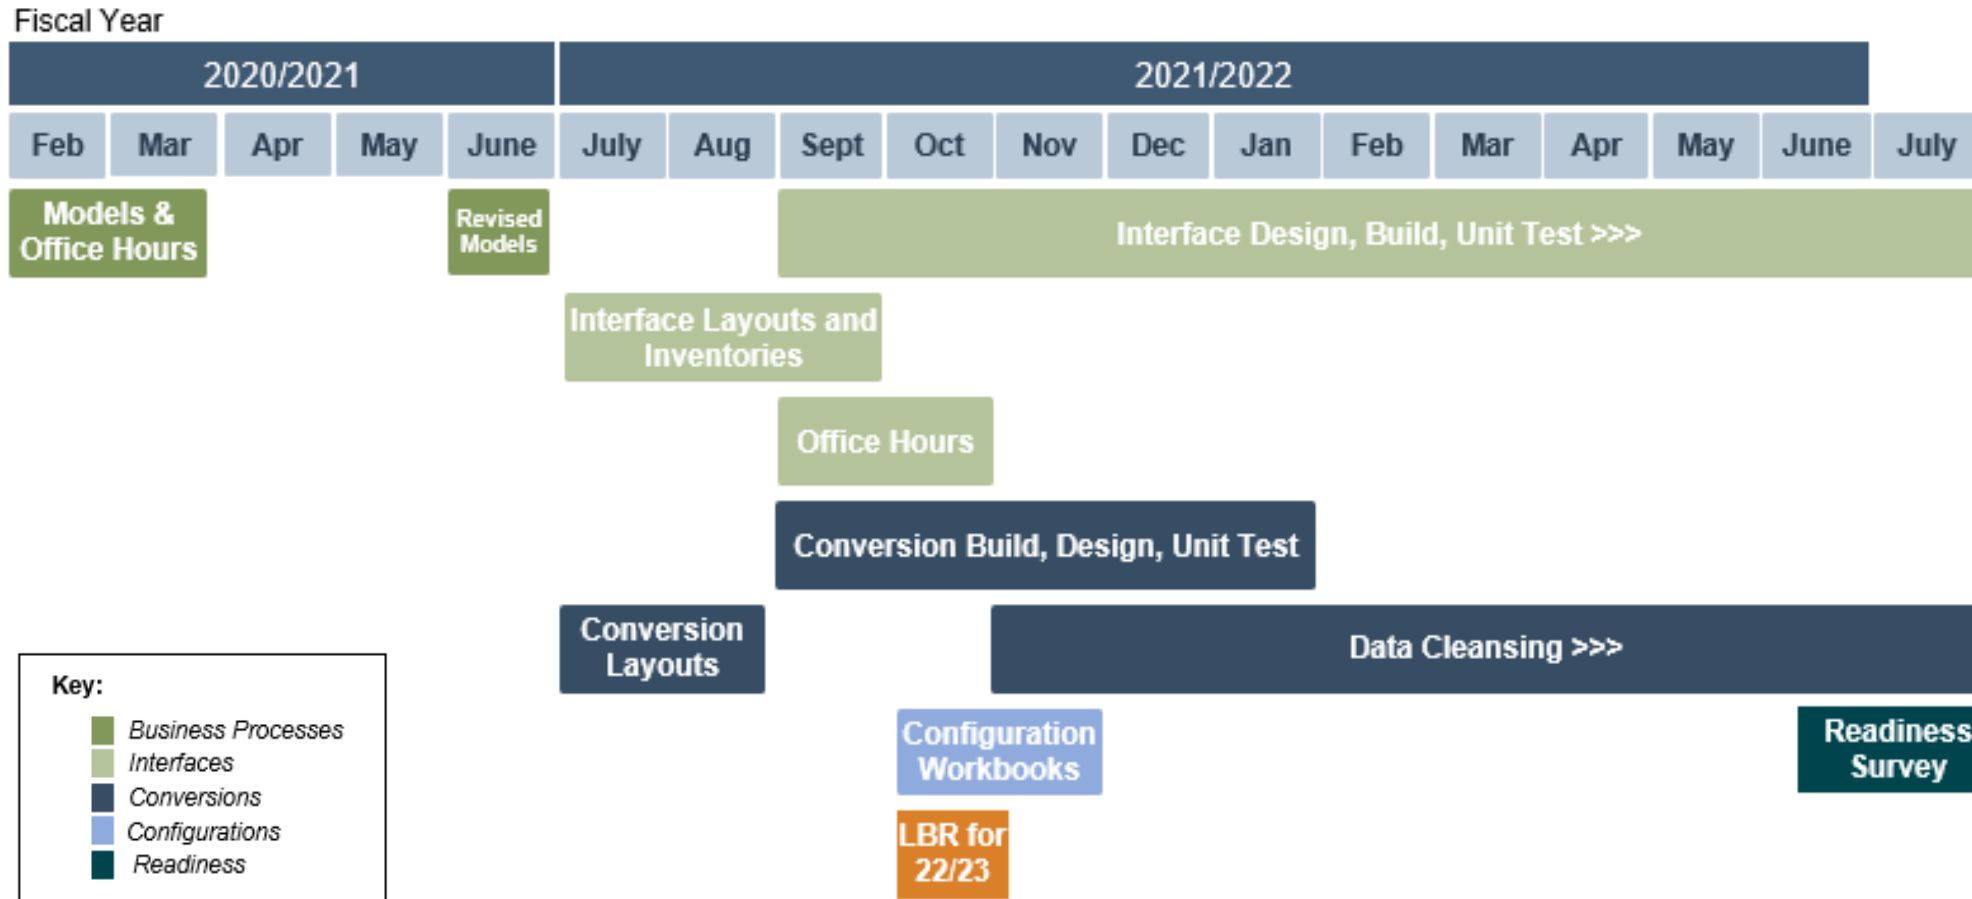 Fiscal Year
2020/2021
2021/2022
Feb
Mar
Apr
May
June
July
Aug
Sept
Oct
Nov
Dec
Jan
Feb
Mar
Apr
May
June
July
Models &
Office Hours
Revised
Models
Interface Design, Build, Unit Test >>>
Interface Layouts and
Inventories
Office Hours
Conversion Build, Design, Unit Test
Conversion
Layouts
Data Cleansing >>>
Configuration
Workbooks
Readiness
Survey
LBR for
22/23
Key:
Business Processes
Interfaces
Conversions
Configurations
Readiness